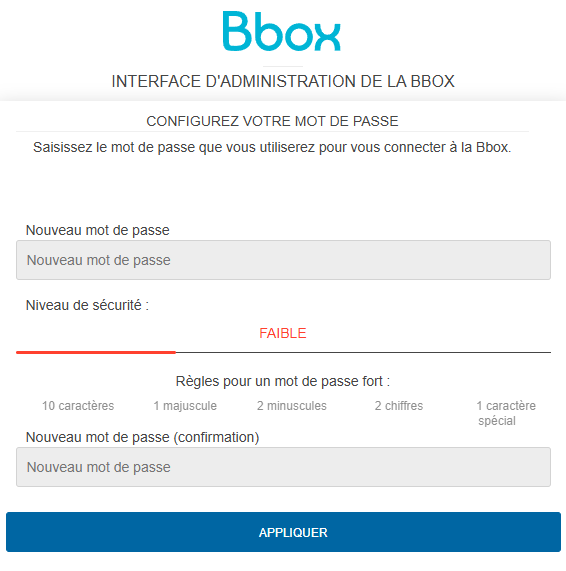 Bbox
INTERFACE D'ADMINISTRATION DE LA BBOX
CONFIGUREZ VOTRE MOT DE PASSE
Saisissez le mot de passe que vous utiliserez pour vous connecter à la Bbox.
Nouveau mot de passe
Nouveau mot de passe
Niveau de sécurité :
FAIBLE
Règles pour un mot de passe fort :
10 caractères 1 majuscule 2 minuscules 2 chiffres 1 caractère
spécial
Nouveau mot de passe (confirmation)
Nouveau mot de passe
APPLIQUER